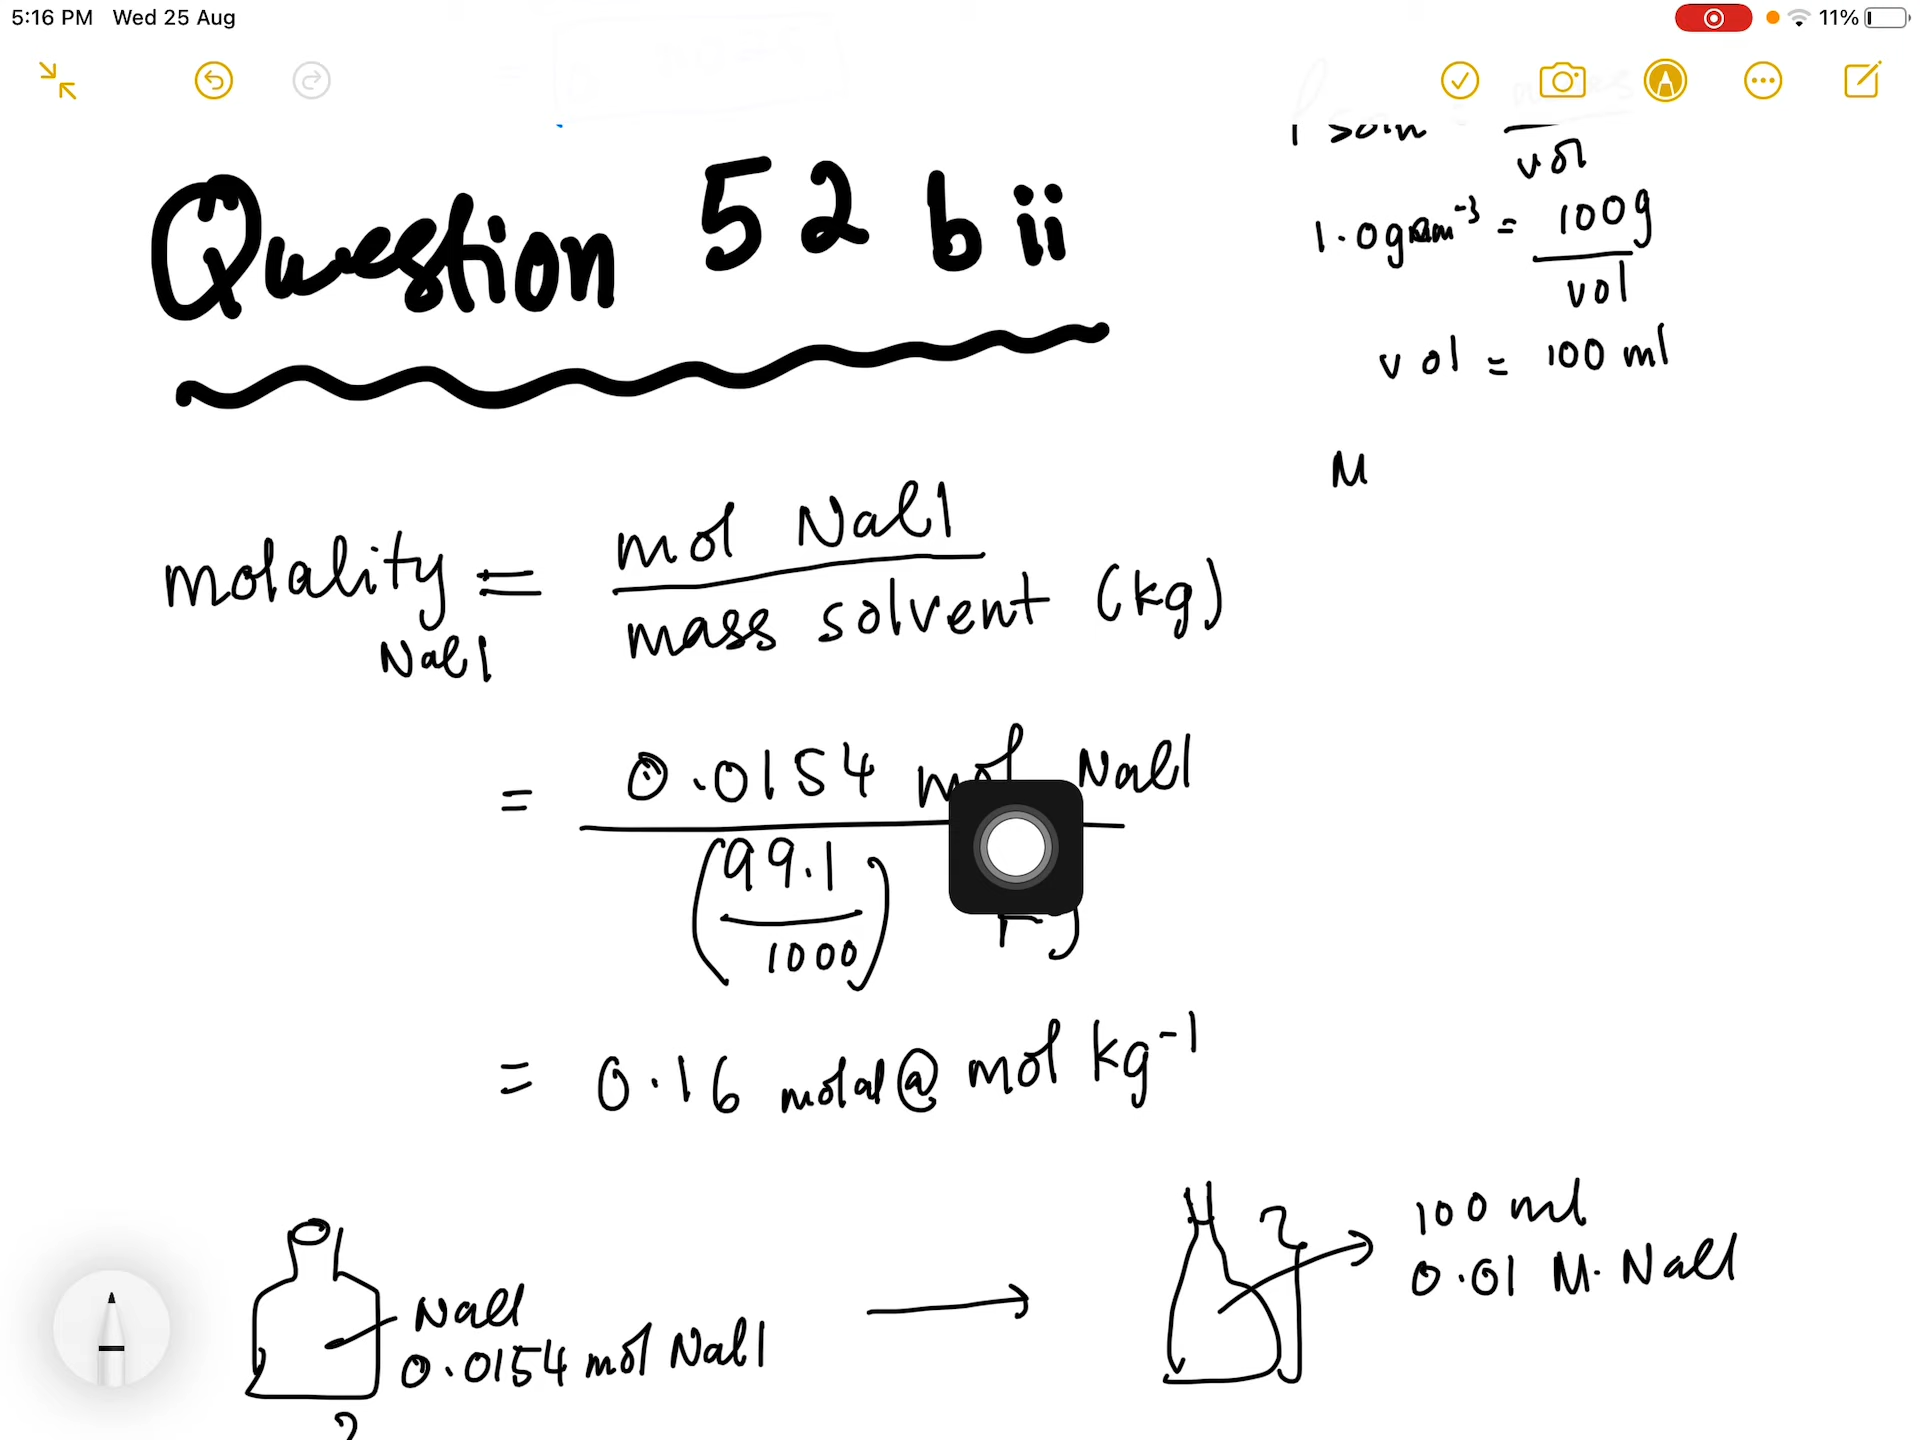 5:16 PM Wed 25 Aug
11%
Question 52 b ii
vol
1.0 g cm⁻³ = 100g
vol
vol = 100 ml
M
molality NaCl = mol NaCl
mass solvent (kg)
= 0.0154 mol NaCl
(99.1
1000)
= 0.16 molal @ mol kg⁻¹
NaCl
0.0154 mol NaCl
?
100 ml
0.01 M. NaCl